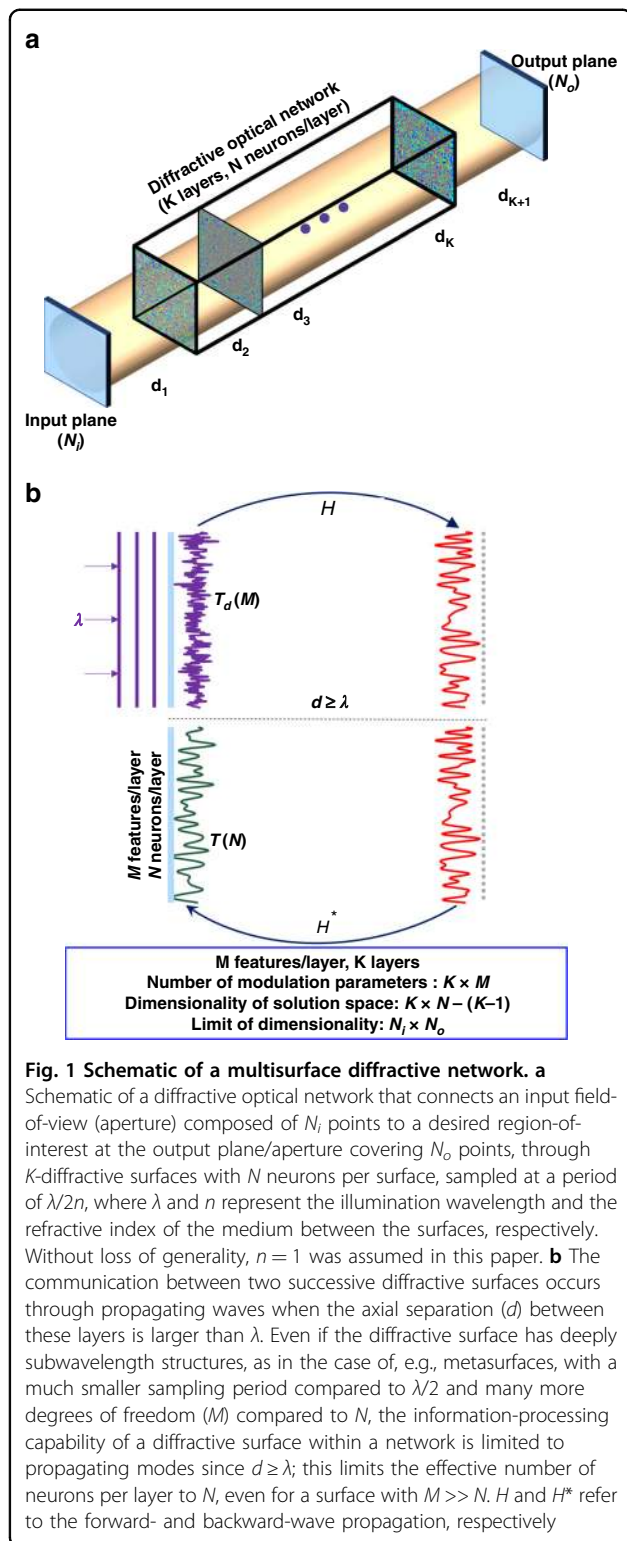 a
Output plane
(Nₒ)
Diffractive optical network
(K layers, N neurons/layer)
d_K+1
d_K
d₃
d₂
d₁
Input plane
(Nᵢ)
b
H
T_d(M)
λ
d ≥ λ
M features/layer
N neurons/layer
T(N)
H*
M features/layer, K layers
Number of modulation parameters : K × M
Dimensionality of solution space: K × N – (K–1)
Limit of dimensionality: Nᵢ × Nₒ
Fig. 1 Schematic of a multisurface diffractive network. a
Schematic of a diffractive optical network that connects an input field-
of-view (aperture) composed of Nᵢ points to a desired region-of-
interest at the output plane/aperture covering Nₒ points, through
K-diffractive surfaces with N neurons per surface, sampled at a period
of λ/2n, where λ and n represent the illumination wavelength and the
refractive index of the medium between the surfaces, respectively.
Without loss of generality, n = 1 was assumed in this paper. b The
communication between two successive diffractive surfaces occurs
through propagating waves when the axial separation (d) between
these layers is larger than λ. Even if the diffractive surface has deeply
subwavelength structures, as in the case of, e.g., metasurfaces, with a
much smaller sampling period compared to λ/2 and many more
degrees of freedom (M) compared to N, the information-processing
capability of a diffractive surface within a network is limited to
propagating modes since d ≥ λ; this limits the effective number of
neurons per layer to N, even for a surface with M >> N. H and H* refer
to the forward- and backward-wave propagation, respectively